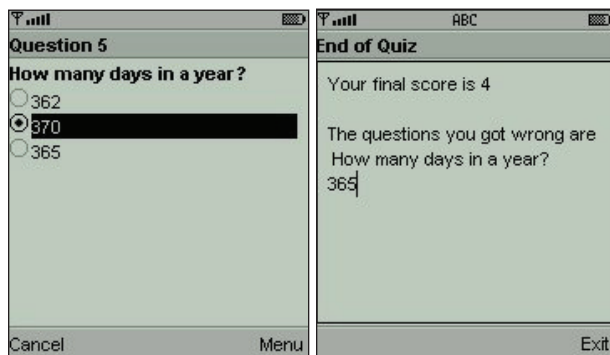 Question 5
How many days in a year?
362
370
365
Cancel Menu
ABC
End of Quiz
Your final score is 4
The questions you got wrong are
How many days in a year?
365
Exit